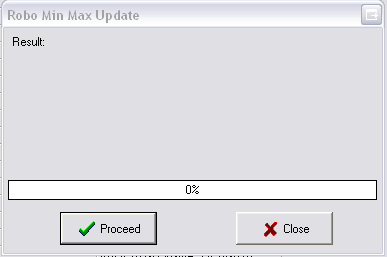 Robo Min Max Update
Result:
0%
Proceed
Close